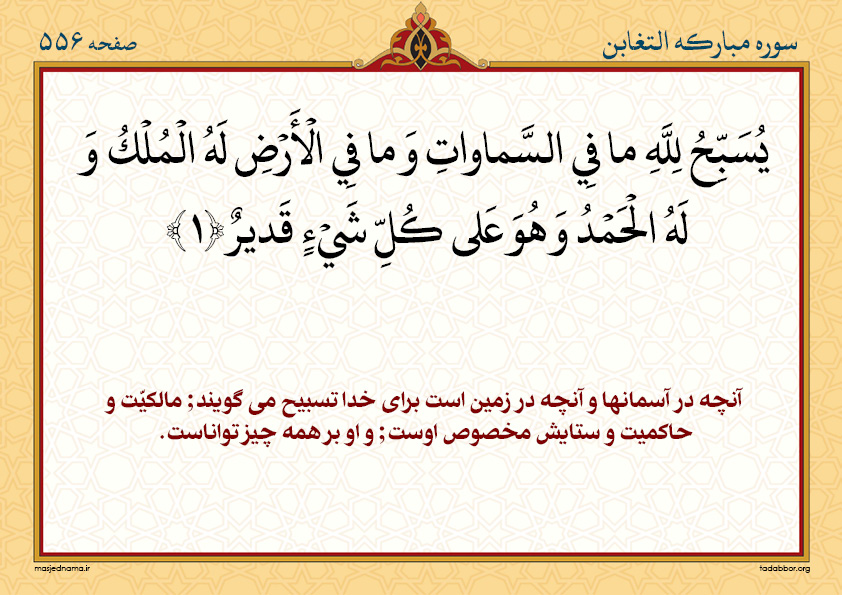 سوره مبارکه التغابن
صفحه ۵۵۶
يُسَبِّحُ لِلَّهِ ما فِي السَّماواتِ وَ ما فِي الْأَرْضِ لَهُ الْمُلْكُ وَ
لَهُ الْحَمْدُ وَ هُوَ عَلى كُلِّ شَيْءٍ قَديرٌ ﴿۱﴾
آنچه در آسمانها و آنچه در زمین است برای خدا تسبیح می گویند; مالکیّت و
حاکمیت و ستایش مخصوص اوست; و او بر همه چیز تواناست.
masjednama.ir
tadabbor.org